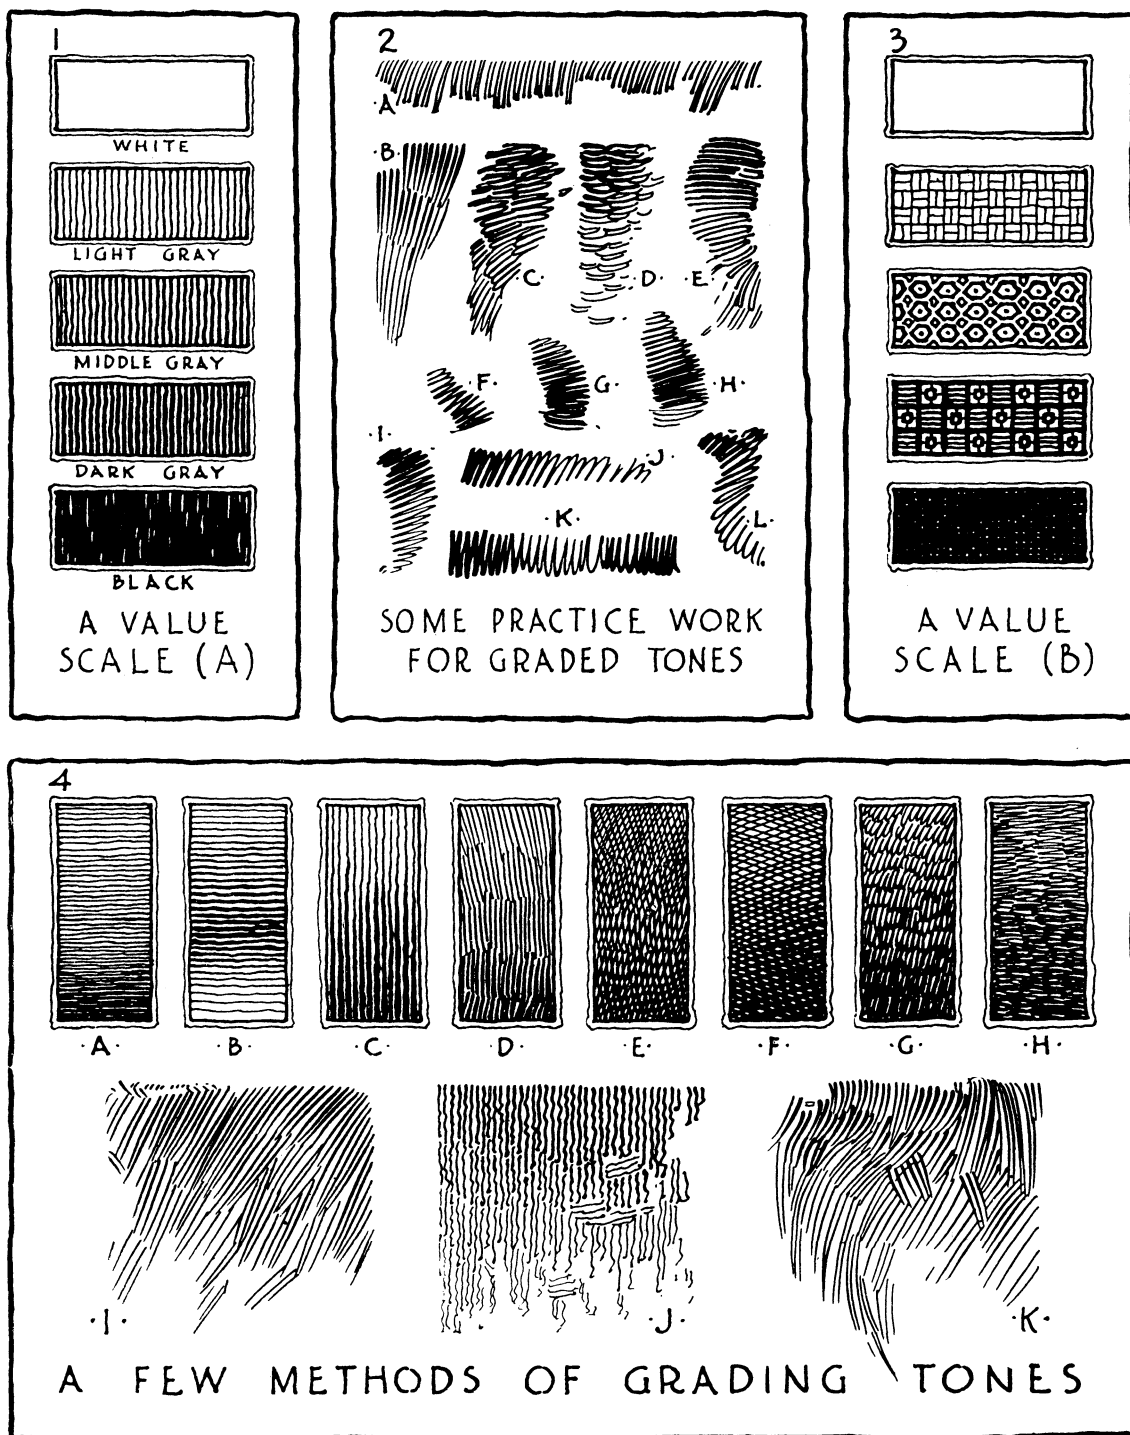 1
WHITE
LIGHT GRAY
MIDDLE GRAY
DARK GRAY
BLACK
A VALUE
SCALE (A)
2
·A·
·B·
C·
·D·
·E·
·F·
G·
·H·
·I·
·J·
·K·
·L·
SOME PRACTICE WORK
FOR GRADED TONES
3
A VALUE
SCALE (B)
4
·A· ·B· ·C· ·D· ·E· ·F· ·G· ·H·
·I· ·J· ·K·
A FEW METHODS OF GRADING TONES